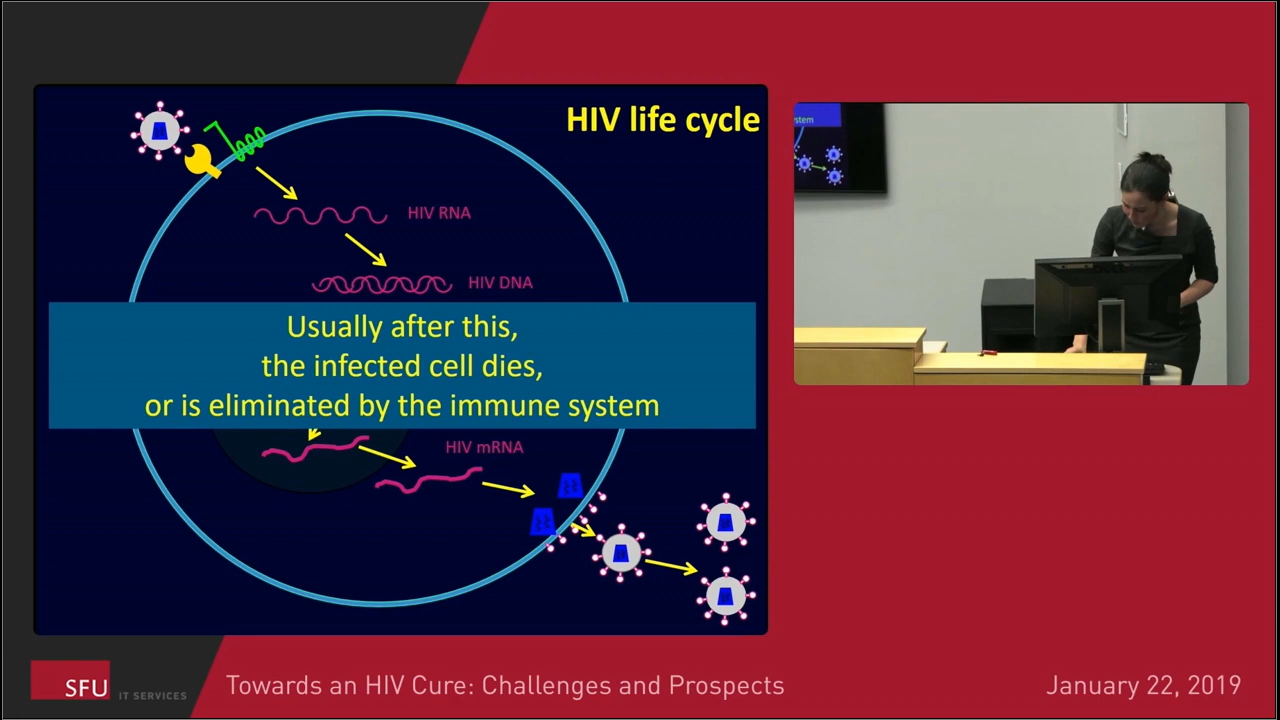 HIV life cycle
HIV RNA
HIV DNA
Usually after this,
the infected cell dies,
or is eliminated by the immune system
HIV mRNA
SFU IT SERVICES
Towards an HIV Cure: Challenges and Prospects
January 22, 2019